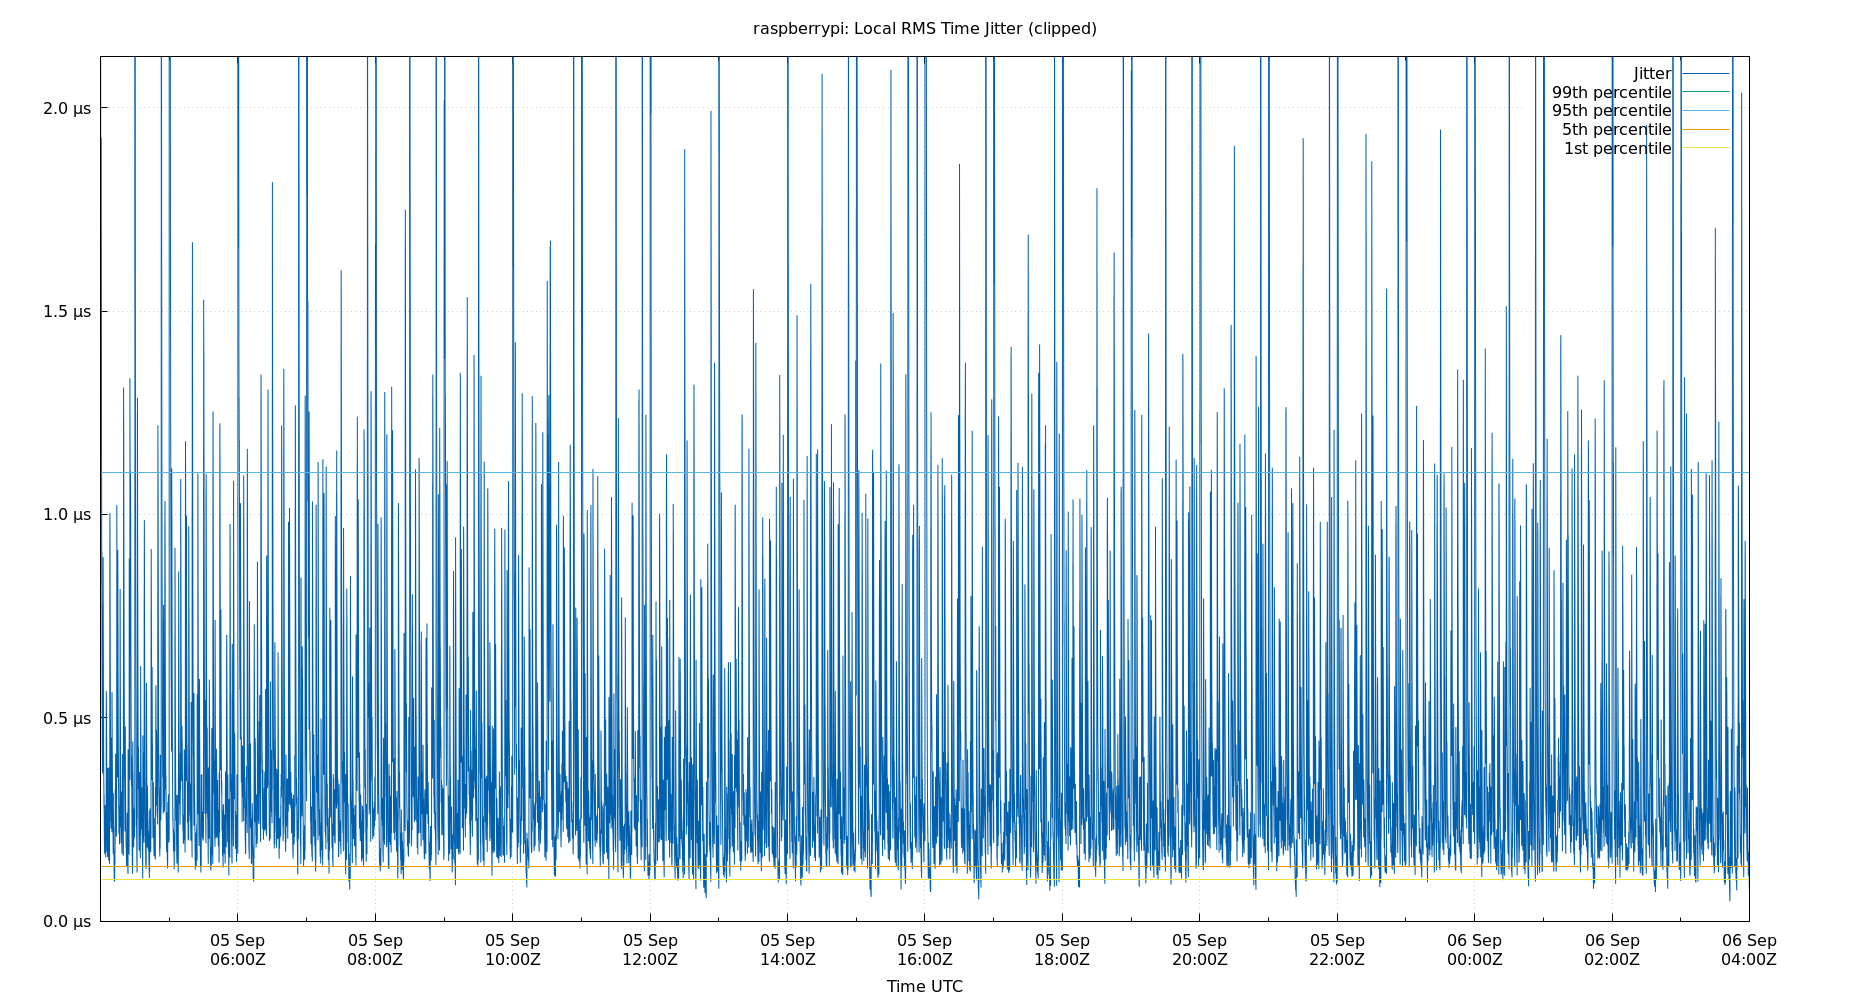 raspberrypi: Local RMS Time Jitter (clipped)
Jitter
99th percentile
95th percentile
5th percentile
1st percentile
2.0 μs
1.5 μs
1.0 μs
0.5 μs
0.0 μs
05 Sep 05 Sep 05 Sep 05 Sep 05 Sep 05 Sep 05 Sep 05 Sep 05 Sep 06 Sep 06 Sep 06 Sep
06:00Z 08:00Z 10:00Z 12:00Z 14:00Z 16:00Z 18:00Z 20:00Z 22:00Z 00:00Z 02:00Z 04:00Z
Time UTC